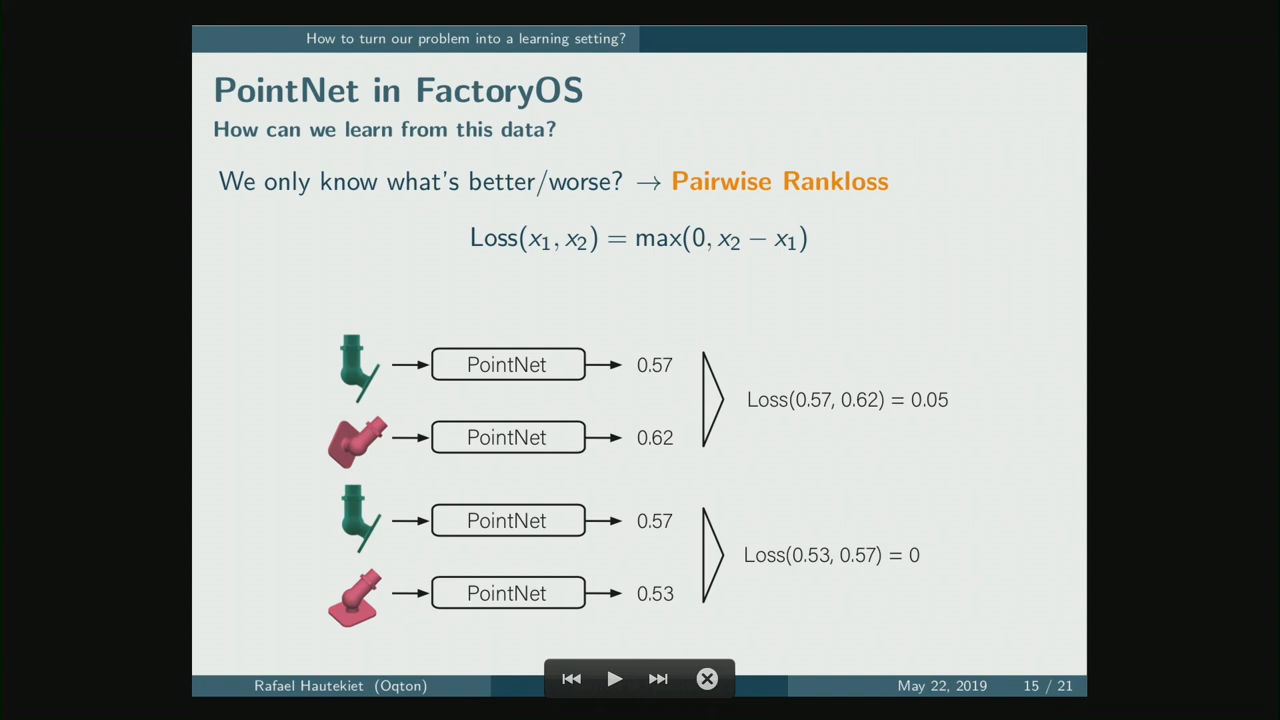 How to turn our problem into a learning setting?
PointNet in FactoryOS
How can we learn from this data?
We only know what's better/worse? → Pairwise Rankloss
Loss(x₁, x₂) = max(0, x₂ − x₁)
PointNet 0.57
Loss(0.57, 0.62) = 0.05
PointNet 0.62
PointNet 0.57
Loss(0.53, 0.57) = 0
PointNet 0.53
Rafael Hautekiet (Oqton) May 22, 2019 15 / 21